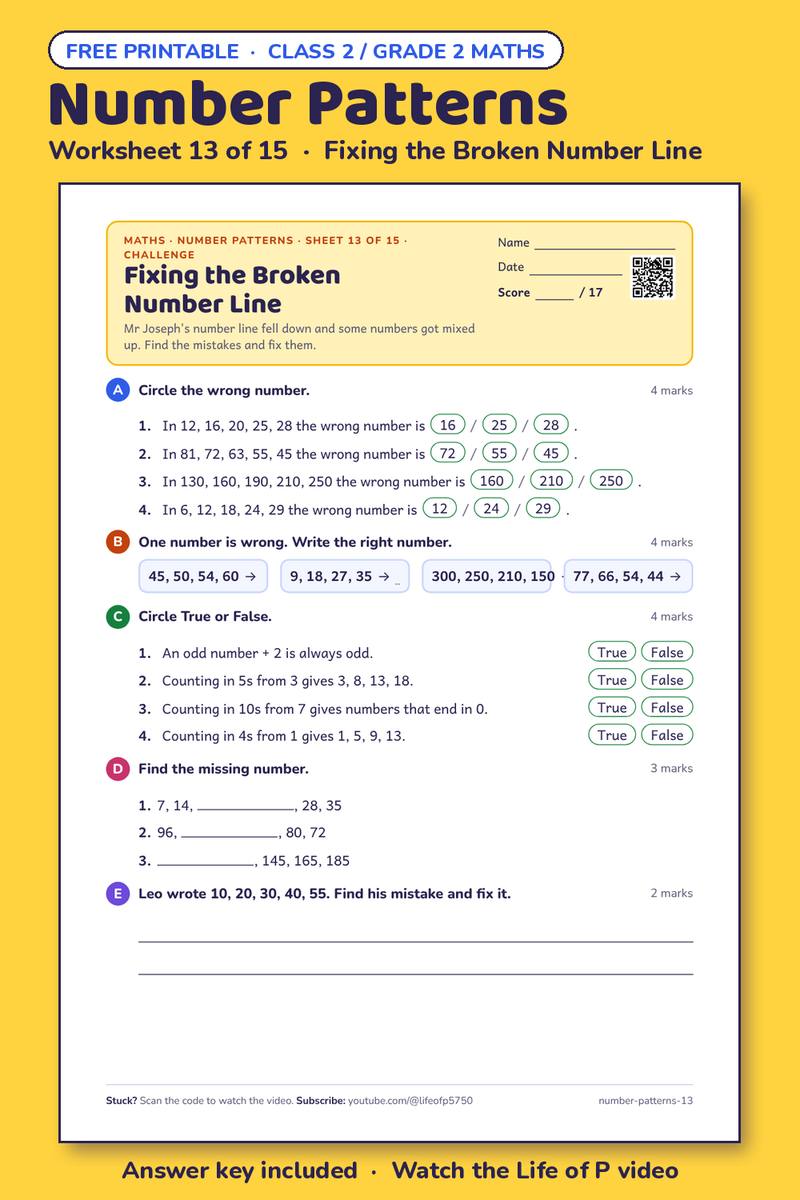 FREE PRINTABLE · CLASS 2 / GRADE 2 MATHS
Number Patterns
Worksheet 13 of 15 · Fixing the Broken Number Line
MATHS · NUMBER PATTERNS · SHEET 13 OF 15 ·
CHALLENGE
Fixing the Broken
Number Line
Mr Joseph's number line fell down and some numbers got mixed
up. Find the mistakes and fix them.
Name ____
Date ____
Score ____ / 17
A Circle the wrong number. 4 marks
1. In 12, 16, 20, 25, 28 the wrong number is 16 / 25 / 28 .
2. In 81, 72, 63, 55, 45 the wrong number is 72 / 55 / 45 .
3. In 130, 160, 190, 210, 250 the wrong number is 160 / 210 / 250 .
4. In 6, 12, 18, 24, 29 the wrong number is 12 / 24 / 29 .
B One number is wrong. Write the right number. 4 marks
45, 50, 54, 60 → 9, 18, 27, 35 → _ 300, 250, 210, 150 77, 66, 54, 44 →
C Circle True or False. 4 marks
1. An odd number + 2 is always odd. True False
2. Counting in 5s from 3 gives 3, 8, 13, 18. True False
3. Counting in 10s from 7 gives numbers that end in 0. True False
4. Counting in 4s from 1 gives 1, 5, 9, 13. True False
D Find the missing number. 3 marks
1. 7, 14, ____, 28, 35
2. 96, ____, 80, 72
3. ____, 145, 165, 185
E Leo wrote 10, 20, 30, 40, 55. Find his mistake and fix it. 2 marks
Stuck? Scan the code to watch the video. Subscribe: youtube.com/@lifeofp5750 number-patterns-13
Answer key included · Watch the Life of P video